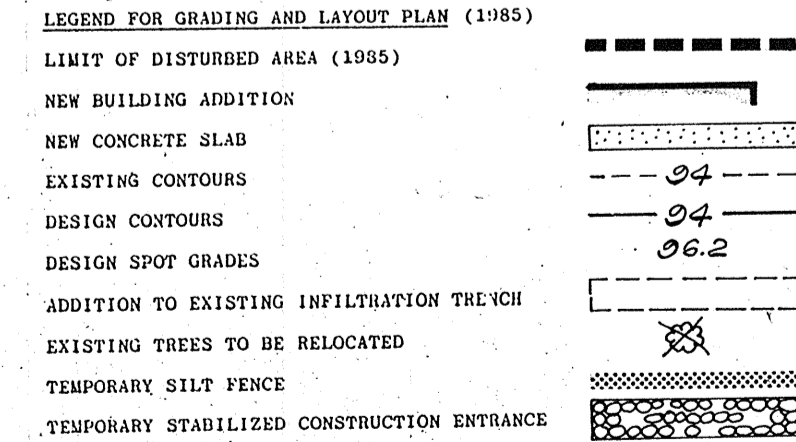 LEGEND FOR GRADING AND LAYOUT PLAN (1985)
LIMIT OF DISTURBED AREA (1985)
NEW BUILDING ADDITION
NEW CONCRETE SLAB
EXISTING CONTOURS 94
DESIGN CONTOURS 94
DESIGN SPOT GRADES 96.2
ADDITION TO EXISTING INFILTRATION TRENCH
EXISTING TREES TO BE RELOCATED
TEMPORARY SILT FENCE
TEMPORARY STABILIZED CONSTRUCTION ENTRANCE